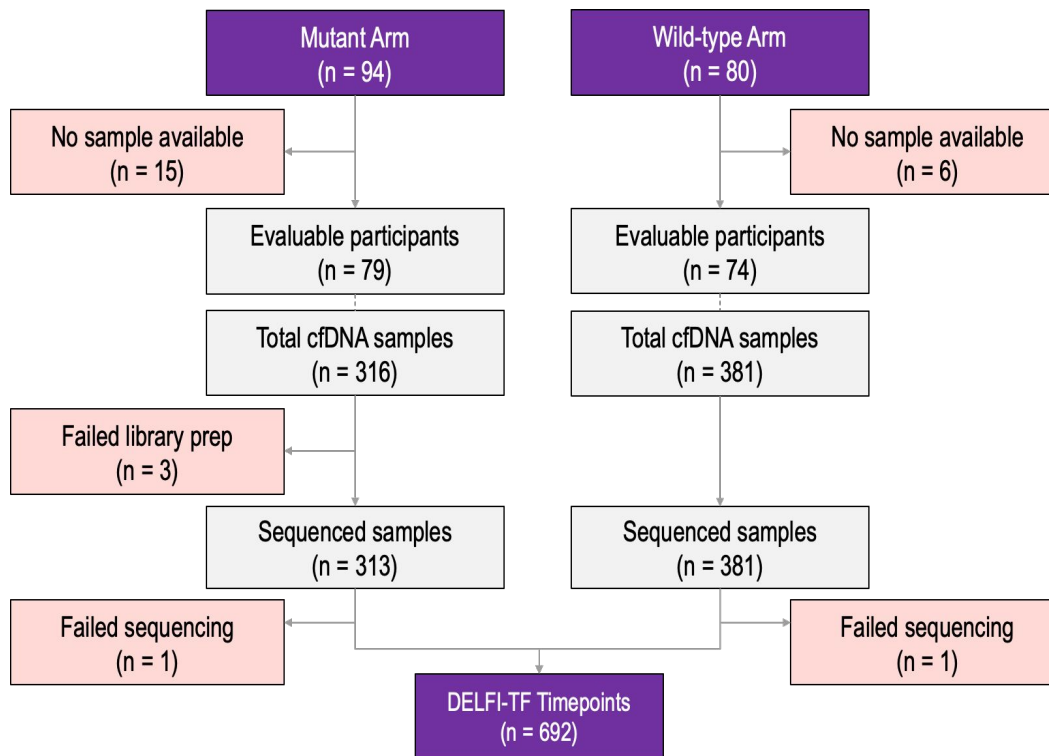 Mutant Arm
(n = 94)
Wild-type Arm
(n = 80)
No sample available
(n = 15)
No sample available
(n = 6)
Evaluable participants
(n = 79)
Evaluable participants
(n = 74)
Total cfDNA samples
(n = 316)
Total cfDNA samples
(n = 381)
Failed library prep
(n = 3)
Sequenced samples
(n = 313)
Sequenced samples
(n = 381)
Failed sequencing
(n = 1)
Failed sequencing
(n = 1)
DELFI-TF Timepoints
(n = 692)